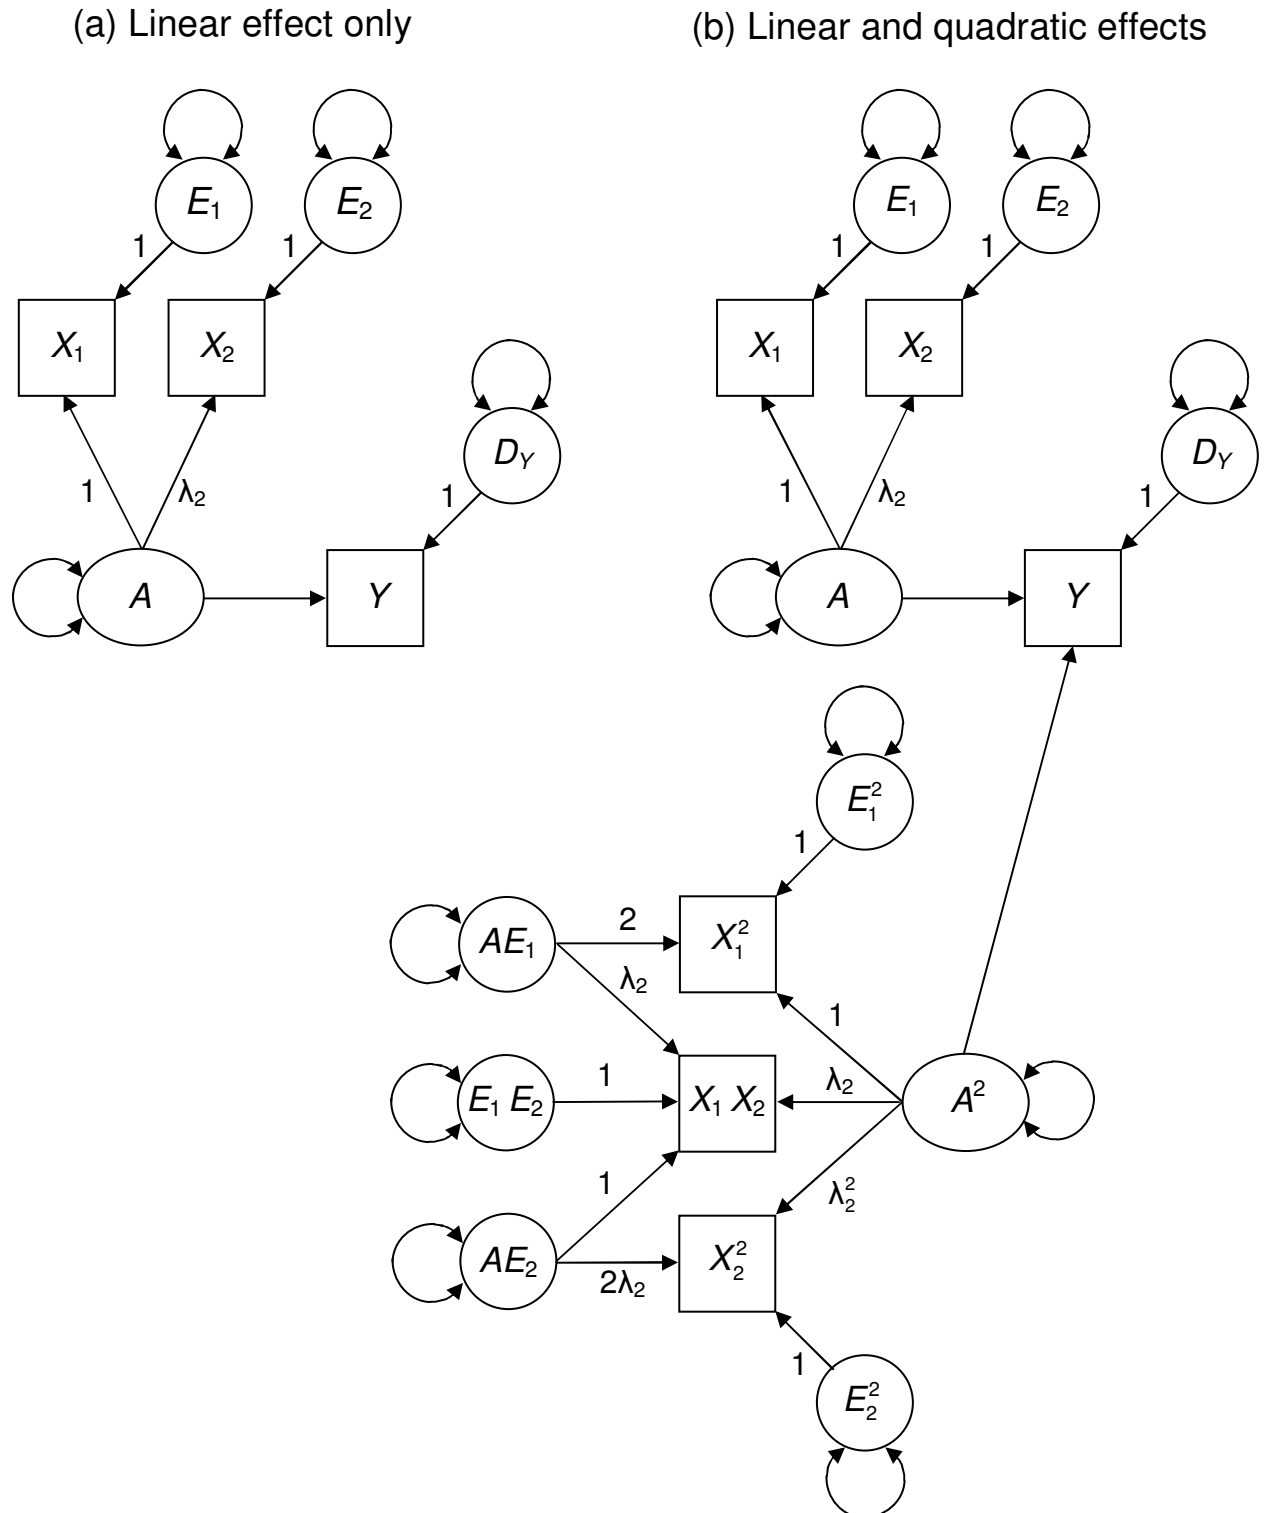 (a) Linear effect only
(b) Linear and quadratic effects
E₁
E₂
1
1
X₁
X₂
D_Y
1
1
λ₂
A
Y
E₁
E₂
1
1
X₁
X₂
D_Y
1
1
λ₂
A
Y
E₁²
1
AE₁
2
X₁²
λ₂
1
E₁ E₂
1
X₁ X₂
λ₂
A²
1
λ₂²
AE₂
2λ₂
X₂²
1
E₂²